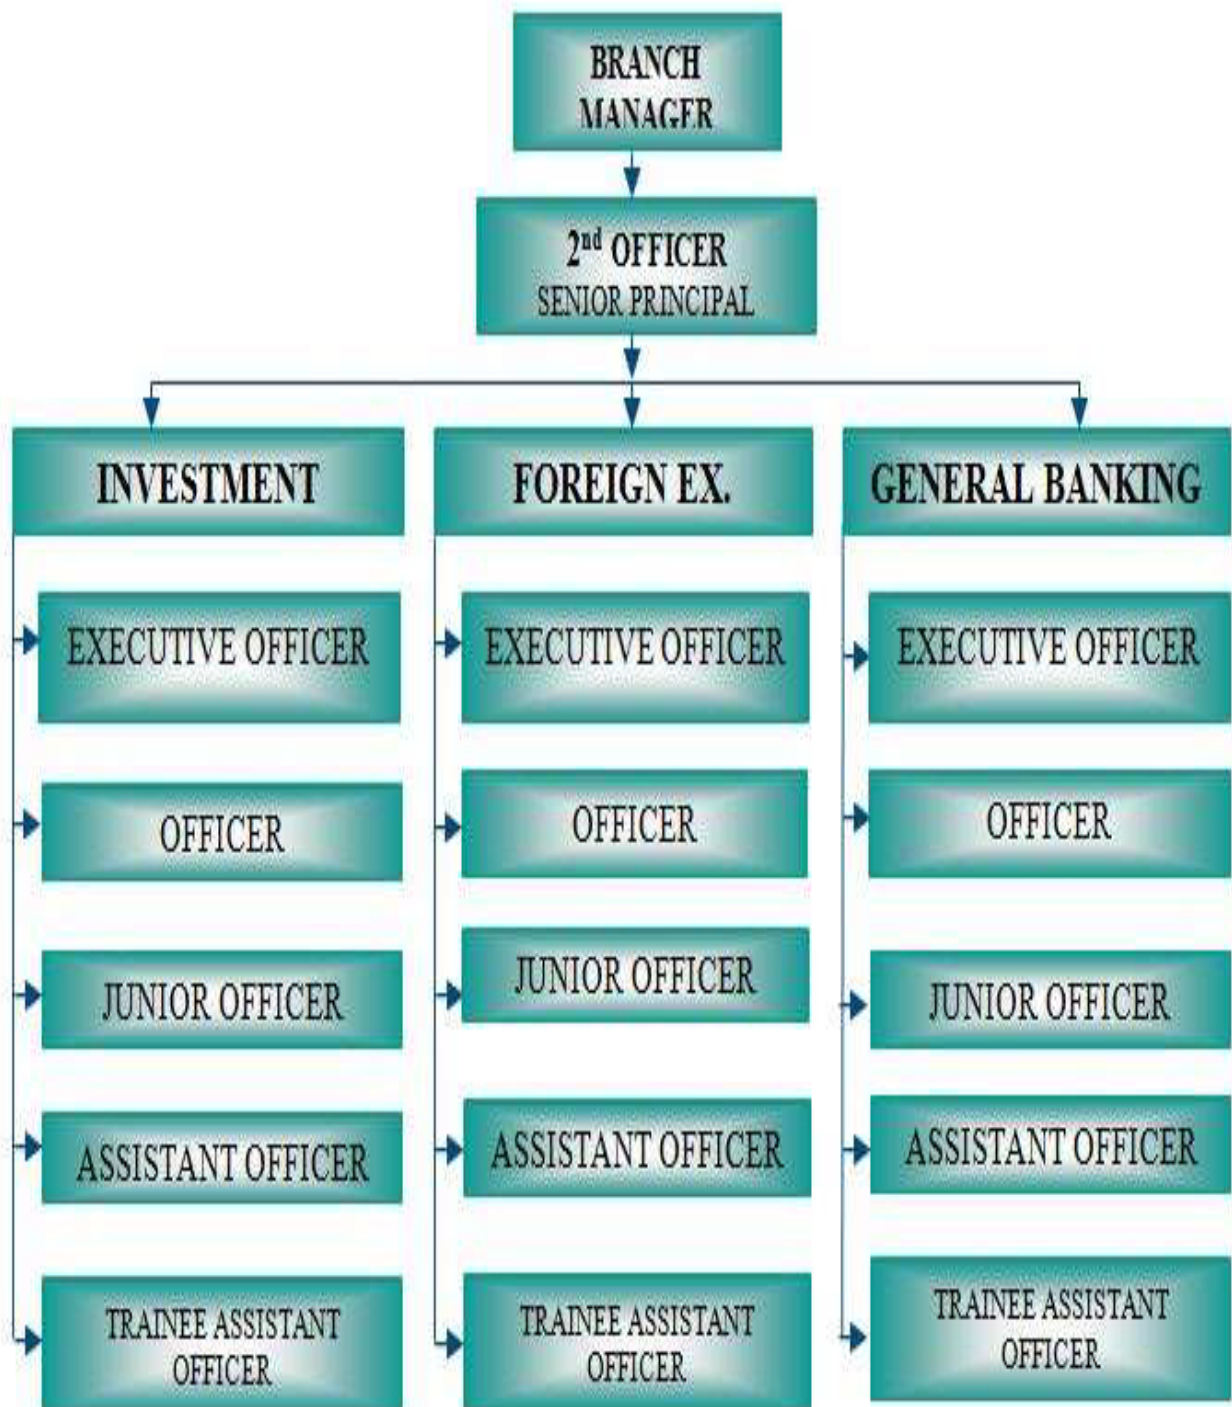 BRANCH
MANAGER
2nd OFFICER
SENIOR PRINCIPAL
INVESTMENT
FOREIGN EX.
GENERAL BANKING
EXECUTIVE OFFICER
EXECUTIVE OFFICER
EXECUTIVE OFFICER
OFFICER
OFFICER
OFFICER
JUNIOR OFFICER
JUNIOR OFFICER
JUNIOR OFFICER
ASSISTANT OFFICER
ASSISTANT OFFICER
ASSISTANT OFFICER
TRAINEE ASSISTANT
OFFICER
TRAINEE ASSISTANT
OFFICER
TRAINEE ASSISTANT
OFFICER